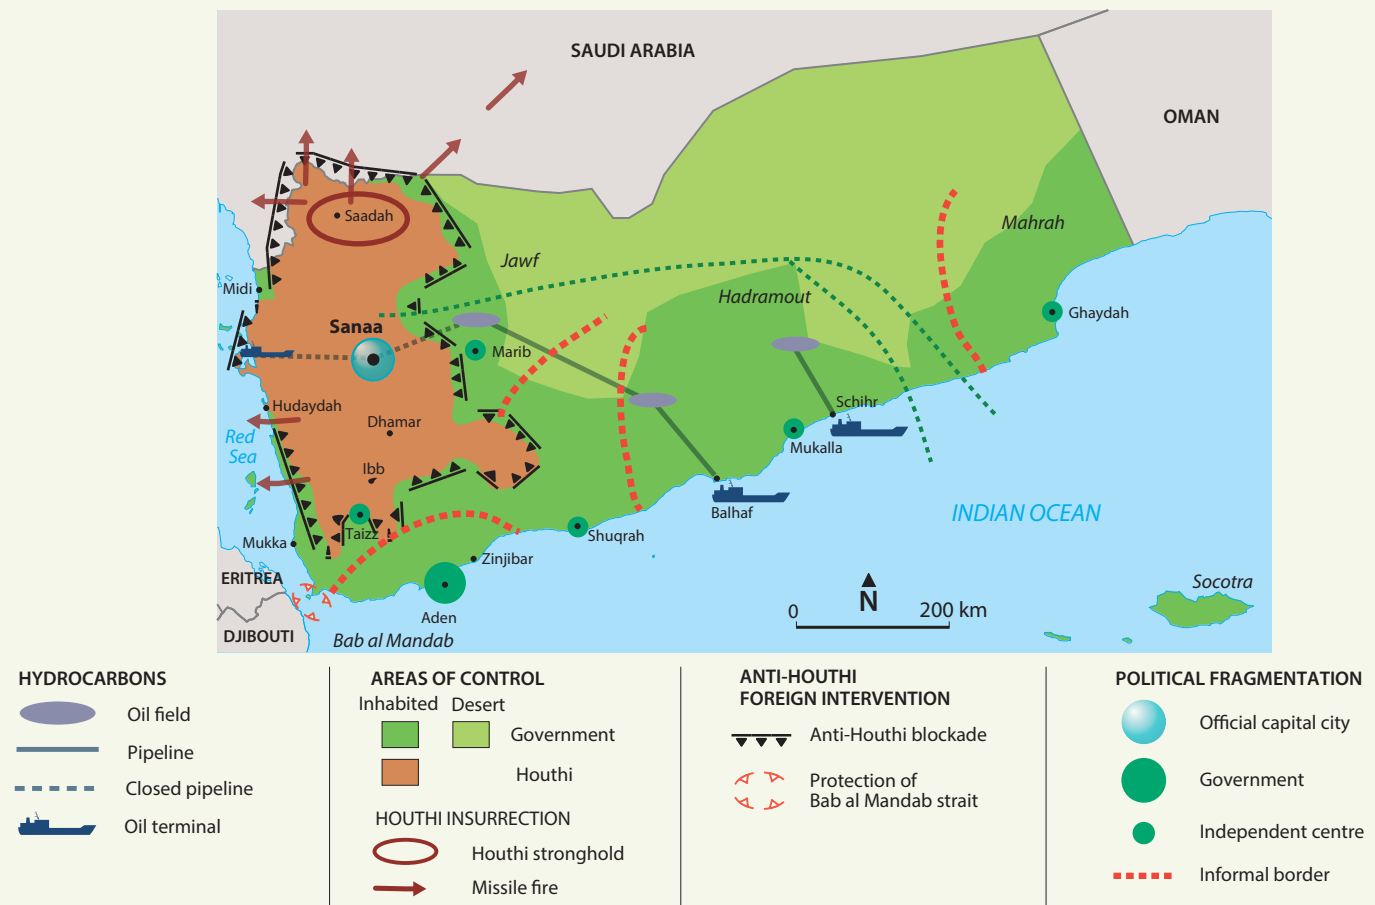 SAUDI ARABIA
OMAN
Saadah
Mahrah
Jawf
Midi
Hadramout
Ghaydah
Sanaa
Marib
Schihr
Hudaydah
Dhamar
Mukalla
Red
Sea
Ibb
Balhaf
INDIAN OCEAN
Taizz
Shuqrah
Mukka
Zinjibar
ERITREA
Socotra
N
0
200 km
Aden
DJIBOUTI
Bab al Mandab
HYDROCARBONS
Oil field
Pipeline
Closed pipeline
Oil terminal
AREAS OF CONTROL
Inhabited Desert
Government
Houthi
HOUTHI INSURRECTION
Houthi stronghold
Missile fire
ANTI-HOUTHI
FOREIGN INTERVENTION
Anti-Houthi blockade
Protection of
Bab al Mandab strait
POLITICAL FRAGMENTATION
Official capital city
Government
Independent centre
Informal border